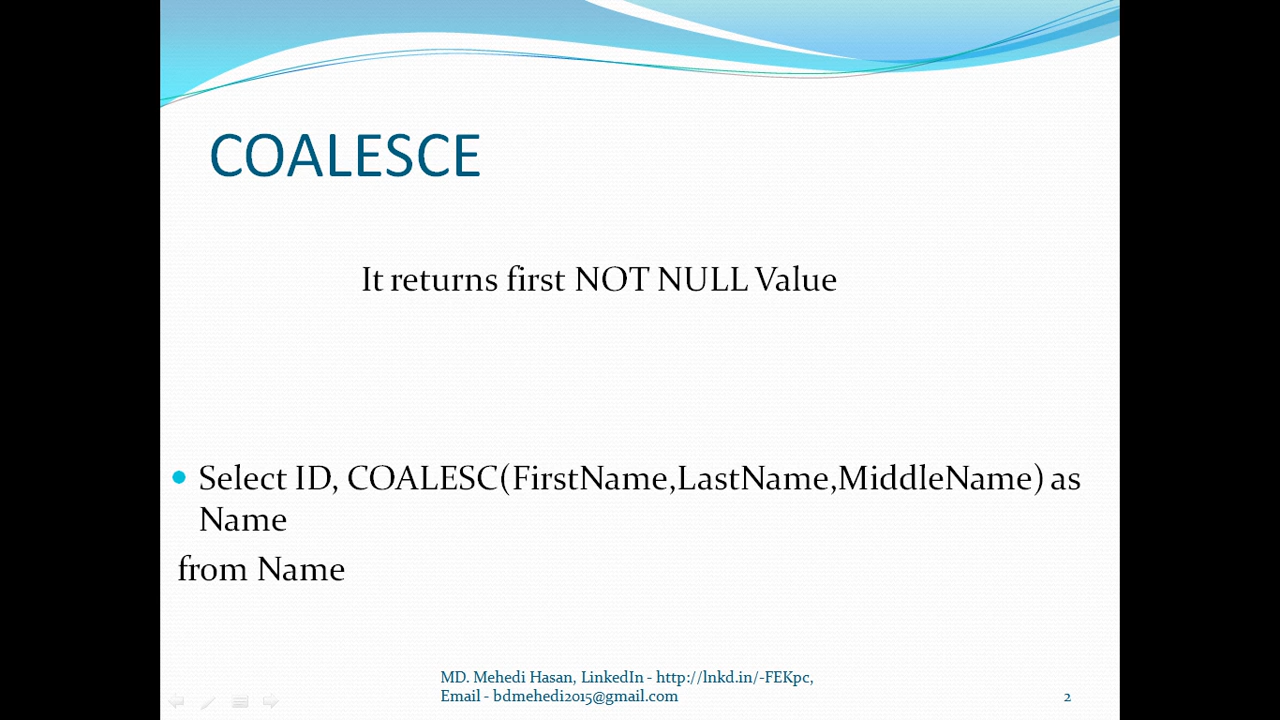 COALESCE
It returns first NOT NULL Value
Select ID, COALESC(FirstName,LastName,MiddleName) as
Name
from Name
MD. Mehedi Hasan, LinkedIn - http://lnkd.in/-FEKpc,
Email - bdmehedi2015@gmail.com
2